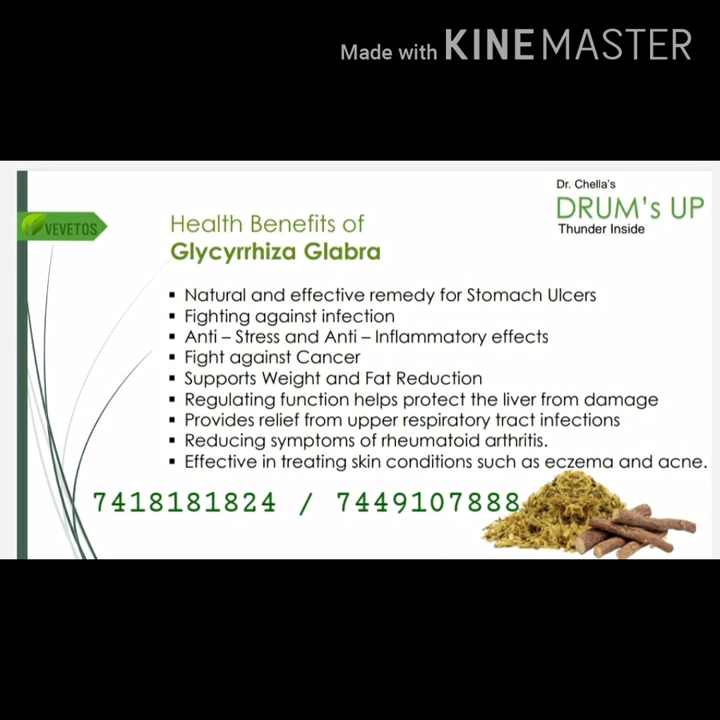 Made with KINEMASTER
VEVETOS
Dr. Chella's
DRUM's UP
Thunder Inside
Health Benefits of
Glycyrrhiza Glabra
▪ Natural and effective remedy for Stomach Ulcers
▪ Fighting against infection
▪ Anti – Stress and Anti – Inflammatory effects
▪ Fight against Cancer
▪ Supports Weight and Fat Reduction
▪ Regulating function helps protect the liver from damage
▪ Provides relief from upper respiratory tract infections
▪ Reducing symptoms of rheumatoid arthritis.
▪ Effective in treating skin conditions such as eczema and acne.
7418181824 / 7449107888